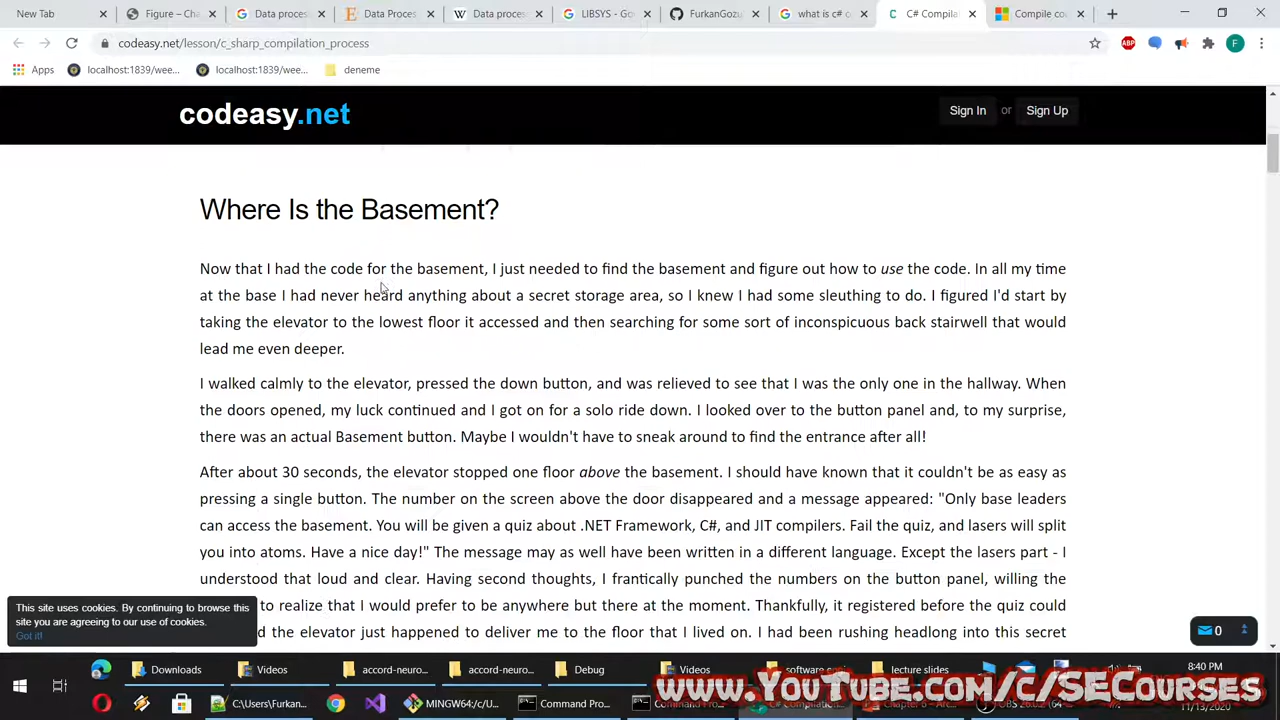 New Tab
Figure – Cha
Data proces
Data Proces
Data proces
LIBSYS - Go
FurkanGozu
what is c# c
C# Compila
Compile co
codeasy.net/lesson/c_sharp_compilation_process
Apps
localhost:1839/wee...
localhost:1839/wee...
deneme
codeasy.net
Sign In or Sign Up
Where Is the Basement?
Now that I had the code for the basement, I just needed to find the basement and figure out how to use the code. In all my time
at the base I had never heard anything about a secret storage area, so I knew I had some sleuthing to do. I figured I'd start by
taking the elevator to the lowest floor it accessed and then searching for some sort of inconspicuous back stairwell that would
lead me even deeper.
I walked calmly to the elevator, pressed the down button, and was relieved to see that I was the only one in the hallway. When
the doors opened, my luck continued and I got on for a solo ride down. I looked over to the button panel and, to my surprise,
there was an actual Basement button. Maybe I wouldn't have to sneak around to find the entrance after all!
After about 30 seconds, the elevator stopped one floor above the basement. I should have known that it couldn't be as easy as
pressing a single button. The number on the screen above the door disappeared and a message appeared: "Only base leaders
can access the basement. You will be given a quiz about .NET Framework, C#, and JIT compilers. Fail the quiz, and lasers will split
you into atoms. Have a nice day!" The message may as well have been written in a different language. Except the lasers part - I
understood that loud and clear. Having second thoughts, I frantically punched the numbers on the button panel, willing the
to realize that I would prefer to be anywhere but there at the moment. Thankfully, it registered before the quiz could
the elevator just happened to deliver me to the floor that I lived on. I had been rushing headlong into this secret
This site uses cookies. By continuing to browse this
site you are agreeing to our use of cookies.
Got it!
0
Downloads
Videos
accord-neuro...
accord-neuro...
Debug
Videos
lecture slides
8:40 PM
C:\Users\Furkan...
MINGW64:/c/U...
Command Pro...
11/13/2020
www.YouTube.com/c/SECourses